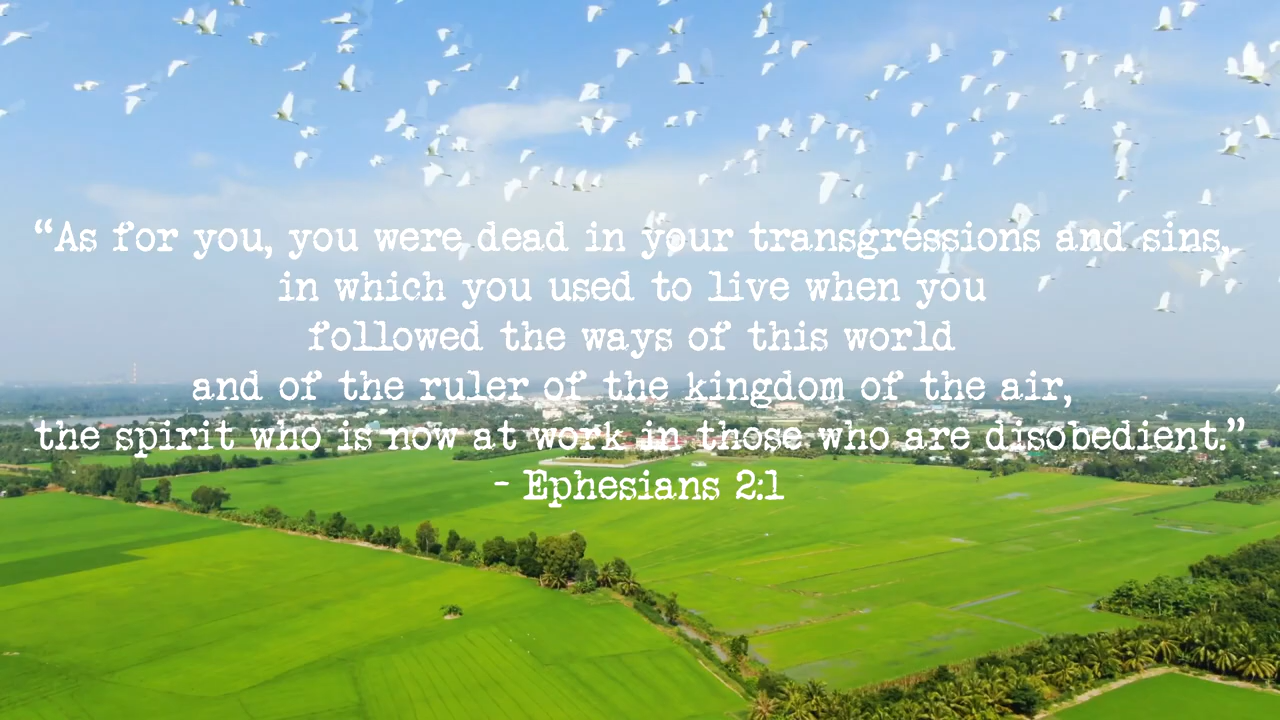 “As for you, you were dead in your transgressions and sins,
in which you used to live when you
followed the ways of this world
and of the ruler of the kingdom of the air,
the spirit who is now at work in those who are disobedient.”
- Ephesians 2:1